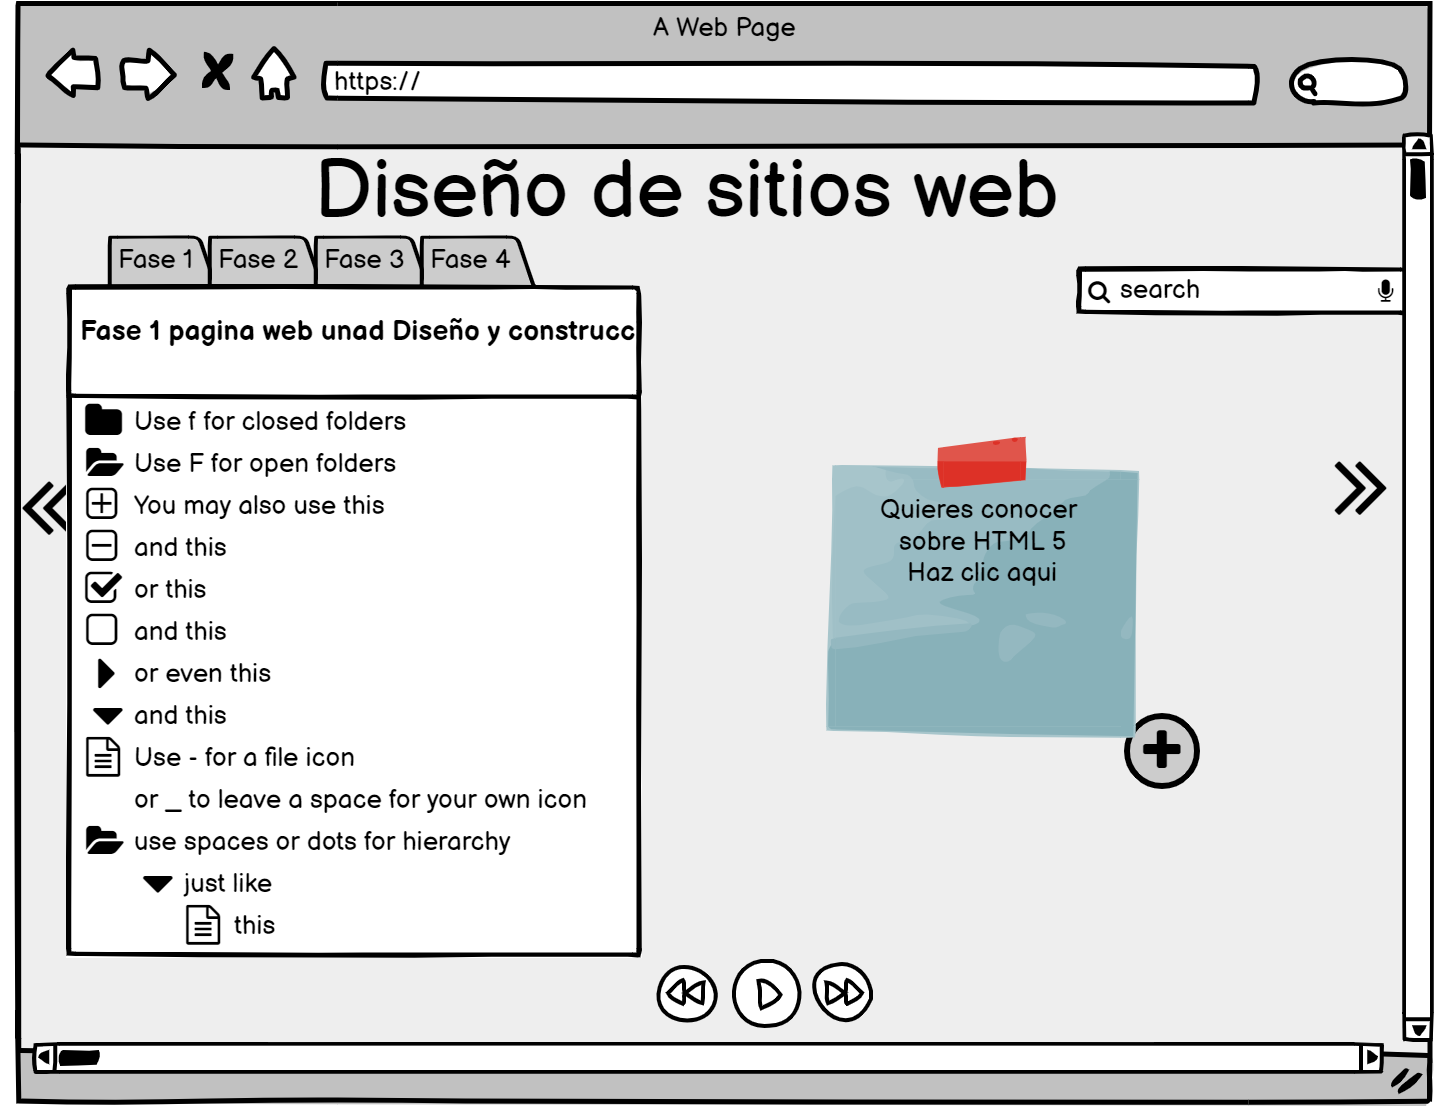 A Web Page
https://
Diseño de sitios web
Fase 1 Fase 2 Fase 3 Fase 4
search
Fase 1 pagina web unad Diseño y construcc
Use f for closed folders
Use F for open folders
You may also use this
and this
or this
and this
or even this
and this
Use - for a file icon
or _ to leave a space for your own icon
use spaces or dots for hierarchy
just like
this
Quieres conocer
sobre HTML 5
Haz clic aqui